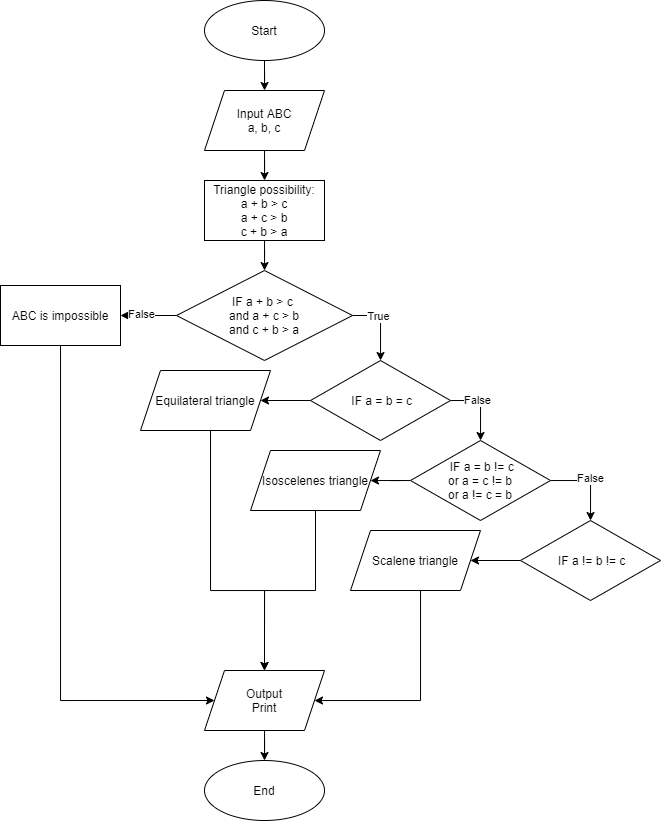 Start
Input ABC
a, b, c
Triangle possibility:
a + b > c
a + c > b
c + b > a
IF a + b > c
and a + c > b
and c + b > a
False
ABC is impossible
True
IF a = b = c
Equilateral triangle
False
IF a = b != c
or a = c != b
or a != c = b
Isoscelenes triangle
False
IF a != b != c
Scalene triangle
Output
Print
End